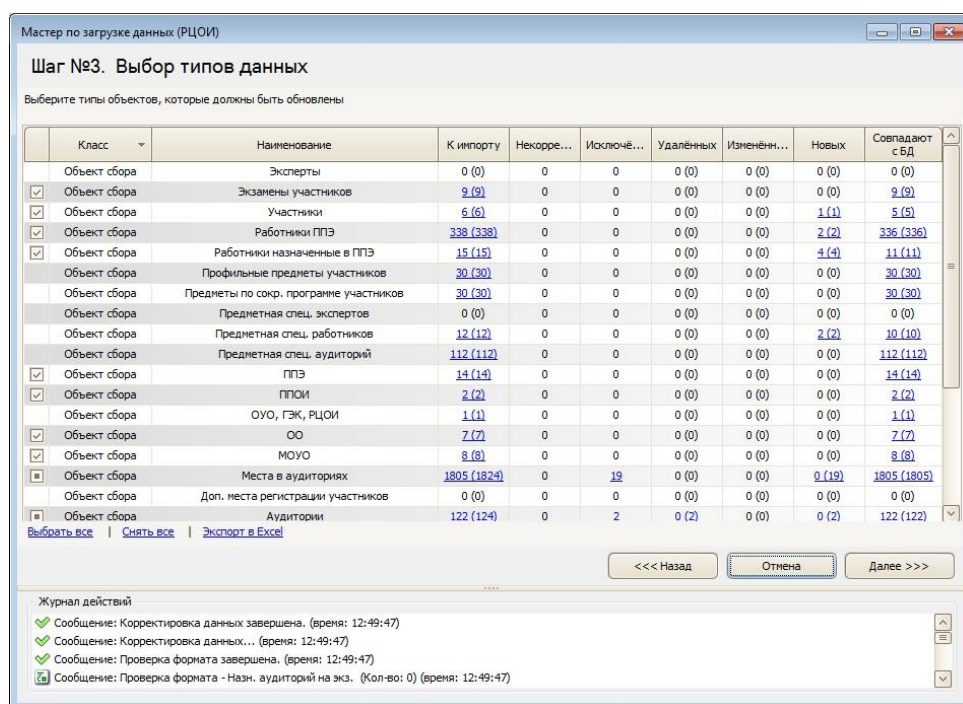 Мастер по загрузке данных (РЦОИ)
Шаг №3. Выбор типов данных
Выберите типы объектов, которые должны быть обновлены
Класс Наименование К импорту Некорре... Исключё... Удалённых Изменённ... Новых Совпадают с БД
Объект сбора Эксперты 0 (0) 0 0 0 (0) 0 (0) 0 (0) 0 (0)
Объект сбора Экзамены участников 9 (9) 0 0 0 (0) 0 (0) 0 (0) 9 (9)
Объект сбора Участники 6 (6) 0 0 0 (0) 0 (0) 1 (1) 5 (5)
Объект сбора Работники ППЭ 338 (338) 0 0 0 (0) 0 (0) 2 (2) 336 (336)
Объект сбора Работники назначенные в ППЭ 15 (15) 0 0 0 (0) 0 (0) 4 (4) 11 (11)
Объект сбора Профильные предметы участников 30 (30) 0 0 0 (0) 0 (0) 0 (0) 30 (30)
Объект сбора Предметы по сокр. программе участников 30 (30) 0 0 0 (0) 0 (0) 0 (0) 30 (30)
Объект сбора Предметная спец. экспертов 0 (0) 0 0 0 (0) 0 (0) 0 (0) 0 (0)
Объект сбора Предметная спец. работников 12 (12) 0 0 0 (0) 0 (0) 2 (2) 10 (10)
Объект сбора Предметная спец. аудиторий 112 (112) 0 0 0 (0) 0 (0) 0 (0) 112 (112)
Объект сбора ППЭ 14 (14) 0 0 0 (0) 0 (0) 0 (0) 14 (14)
Объект сбора ППОИ 2 (2) 0 0 0 (0) 0 (0) 0 (0) 2 (2)
Объект сбора ОУО, ГЭК, РЦОИ 1 (1) 0 0 0 (0) 0 (0) 0 (0) 1 (1)
Объект сбора ОО 7 (7) 0 0 0 (0) 0 (0) 0 (0) 7 (7)
Объект сбора МОУО 8 (8) 0 0 0 (0) 0 (0) 0 (0) 8 (8)
Объект сбора Места в аудиториях 1805 (1824) 0 19 0 (0) 0 (0) 0 (19) 1805 (1805)
Объект сбора Доп. места регистрации участников 0 (0) 0 0 0 (0) 0 (0) 0 (0) 0 (0)
Объект сбора Аудитории 122 (124) 0 2 0 (2) 0 (0) 0 (2) 122 (122)
Выбрать все | Снять все | Экспорт в Excel
<<< Назад Отмена Далее >>>
Журнал действий
Сообщение: Корректировка данных завершена. (время: 12:49:47)
Сообщение: Корректировка данных... (время: 12:49:47)
Сообщение: Проверка формата завершена. (время: 12:49:47)
Сообщение: Проверка формата - Назн. аудиторий на экз. (Кол-во: 0) (время: 12:49:47)